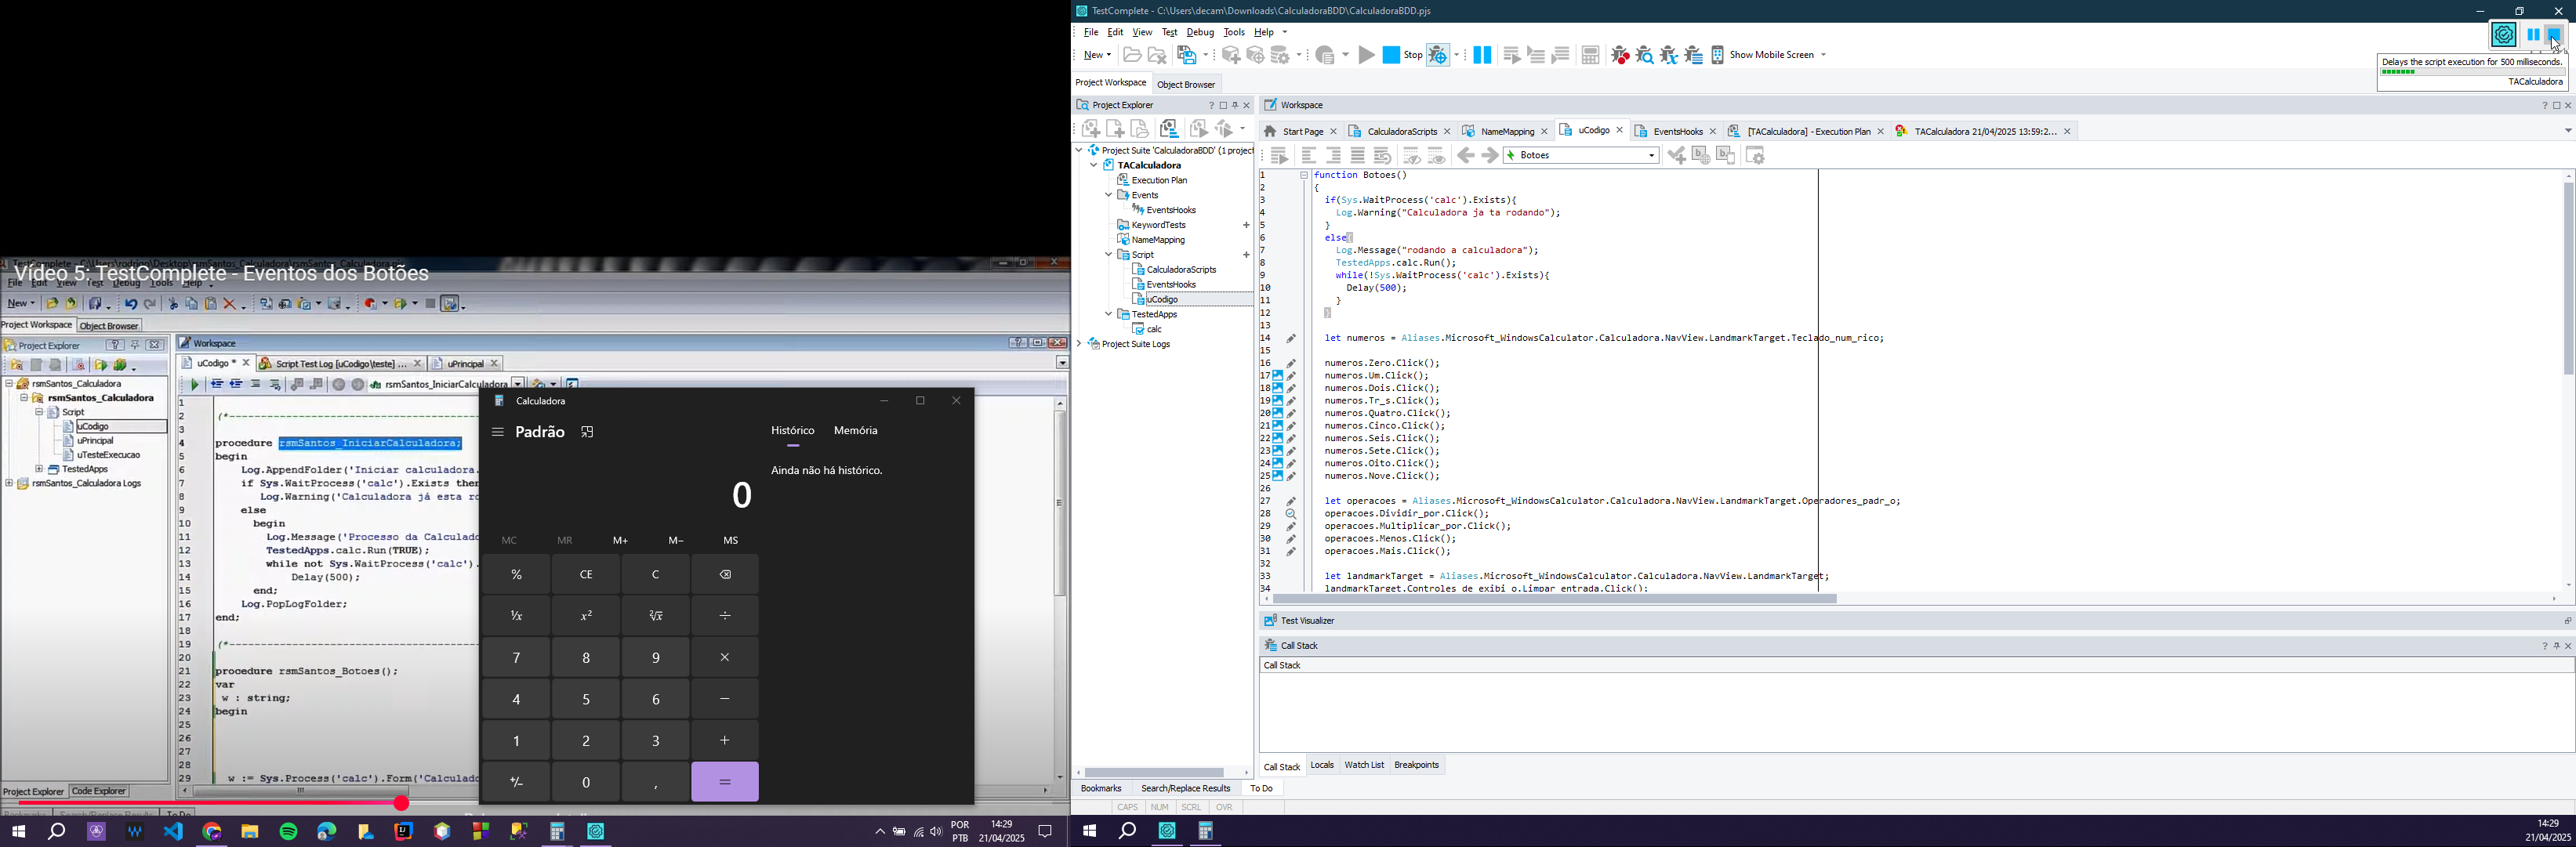 Vídeo 5: TestComplete - Eventos dos Botões
File Edit View Test Debug Tools Help
New
Project Workspace Object Browser
Project Explorer
rsmSantos_Calculadora
rsmSantos_Calculadora
Script
uCodigo
uPrincipal
uTesteExecucao
TestedApps
rsmSantos_Calculadora Logs
Project Explorer Code Explorer
Workspace
uCodigo * Script Test Log [uCodigo\teste] ... uPrincipal
rsmSantos_IniciarCalculadora
1
2 (*
3
4 procedure rsmSantos_IniciarCalculadora;
5 begin
6 Log.AppendFolder('Iniciar calculadora.
7 if Sys.WaitProcess('calc').Exists then
8 Log.Warning('Calculadora já esta ro
9 else
10 begin
11 Log.Message('Processo da Calculado
12 TestedApps.calc.Run(TRUE);
13 while not Sys.WaitProcess('calc').
14 Delay(500);
15 end;
16 Log.PopLogFolder;
17 end;
18
19 (*
20
21 procedure rsmSantos_Botoes();
22 var
23 w : string;
24 begin
25
26
27
28
29 w := Sys.Process('calc').Form('Calculado
Calculadora
Padrão
Histórico Memória
Ainda não há histórico.
0
MC MR M+ M− MS
% CE C
¹⁄x x² ²√x ÷
7 8 9 ×
4 5 6 −
1 2 3 +
+/− 0 , =
POR
PTB
14:29
21/04/2025
TestComplete - C:\Users\decam\Downloads\CalculadoraBDD\CalculadoraBDD.pjs
File Edit View Test Debug Tools Help
New Stop Show Mobile Screen
Delays the script execution for 500 milliseconds.
TACalculadora
Project Workspace Object Browser
Project Explorer
Project Suite 'CalculadoraBDD' (1 project
TACalculadora
Execution Plan
Events
EventsHooks
KeywordTests
NameMapping
Script
CalculadoraScripts
EventsHooks
uCodigo
TestedApps
calc
Project Suite Logs
Workspace
Start Page CalculadoraScripts NameMapping uCodigo EventsHooks [TACalculadora] - Execution Plan TACalculadora 21/04/2025 13:59:2...
Botoes
1 function Botoes()
2 {
3 if(Sys.WaitProcess('calc').Exists){
4 Log.Warning("Calculadora ja ta rodando");
5 }
6 else{
7 Log.Message("rodando a calculadora");
8 TestedApps.calc.Run();
9 while(!Sys.WaitProcess('calc').Exists){
10 Delay(500);
11 }
12 }
13
14 let numeros = Aliases.Microsoft_WindowsCalculator.Calculadora.NavView.LandmarkTarget.Teclado_num_rico;
15
16 numeros.Zero.Click();
17 numeros.Um.Click();
18 numeros.Dois.Click();
19 numeros.Tr_s.Click();
20 numeros.Quatro.Click();
21 numeros.Cinco.Click();
22 numeros.Seis.Click();
23 numeros.Sete.Click();
24 numeros.Oito.Click();
25 numeros.Nove.Click();
26
27 let operacoes = Aliases.Microsoft_WindowsCalculator.Calculadora.NavView.LandmarkTarget.Operadores_padr_o;
28 operacoes.Dividir_por.Click();
29 operacoes.Multiplicar_por.Click();
30 operacoes.Menos.Click();
31 operacoes.Mais.Click();
32
33 let landmarkTarget = Aliases.Microsoft_WindowsCalculator.Calculadora.NavView.LandmarkTarget;
34 landmarkTarget.Controles_de_exibi_o.Limpar_entrada.Click();
Test Visualizer
Call Stack
Call Stack
Call Stack Locals Watch List Breakpoints
Bookmarks Search/Replace Results To Do
CAPS NUM SCRL OVR
14:29
21/04/2025